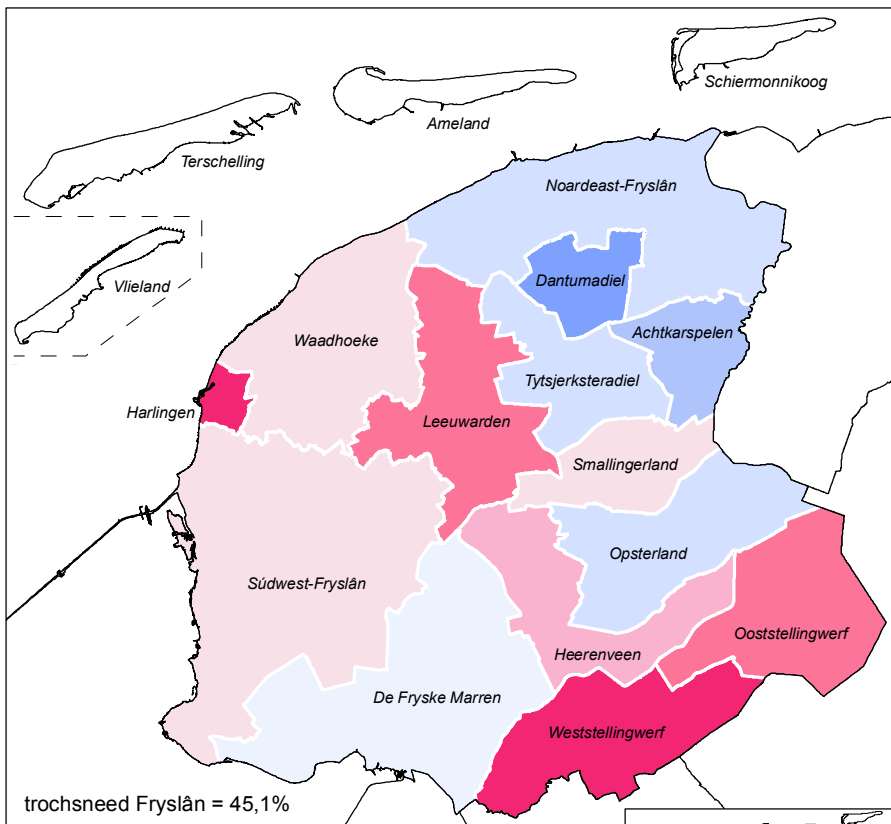 Schiermonnikoog
Ameland
Terschelling
Noardeast-Fryslân
Vlieland
Dantumadiel
Achtkarspelen
Waadhoeke
Tytsjerksteradiel
Harlingen
Leeuwarden
Smallingerland
Opsterland
Súdwest-Fryslân
Ooststellingwerf
Heerenveen
De Fryske Marren
Weststellingwerf
trochsneed Fryslân = 45,1%